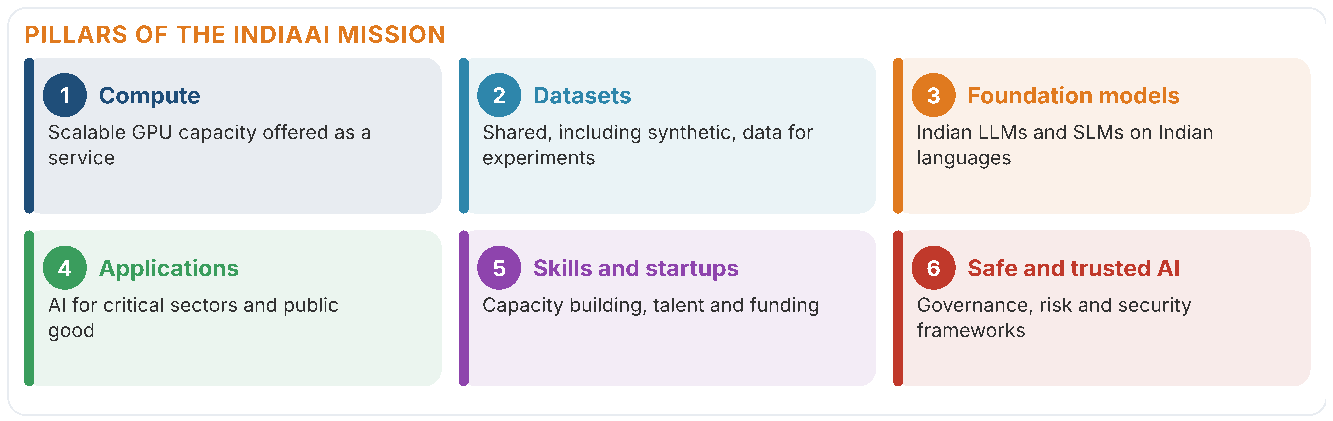 PILLARS OF THE INDIAAI MISSION
1 Compute
Scalable GPU capacity offered as a
service
2 Datasets
Shared, including synthetic, data for
experiments
3 Foundation models
Indian LLMs and SLMs on Indian
languages
4 Applications
AI for critical sectors and public
good
5 Skills and startups
Capacity building, talent and funding
6 Safe and trusted AI
Governance, risk and security
frameworks